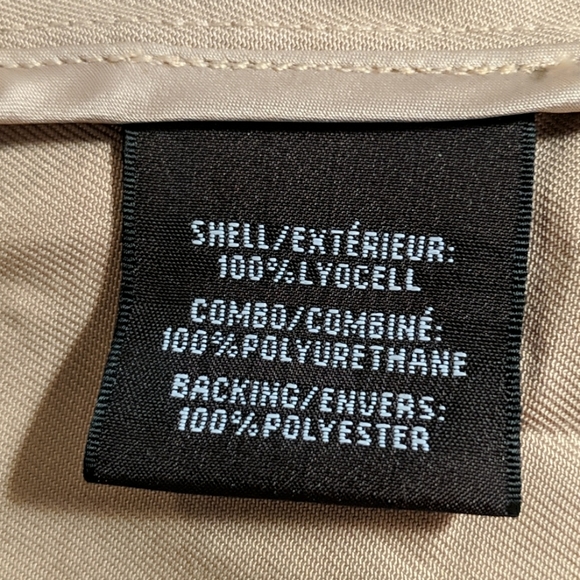 SHELL/EXTÉRIEUR:
100%LYOCELL
COMBO/COMBINÉ:
100%POLYURETHANE
BACKING/ENVERS:
100%POLYESTER